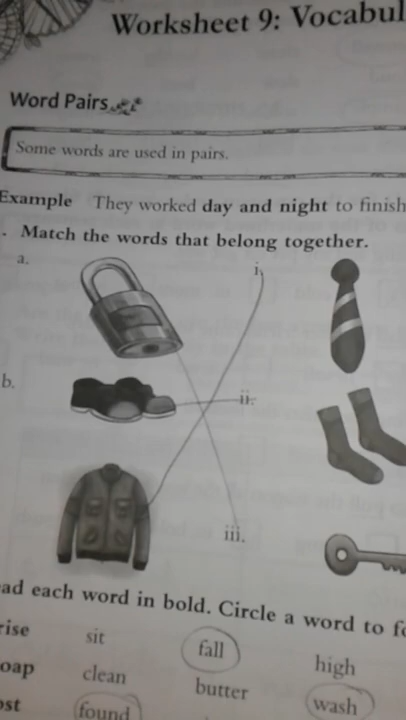 Worksheet 9: Vocabul
Word Pairs
Some words are used in pairs.
Example They worked day and night to finish
. Match the words that belong together.
a.
i.
b.
ii.
iii.
ad each word in bold. Circle a word to fo
rise sit fall high
oap clean butter wash
ost found